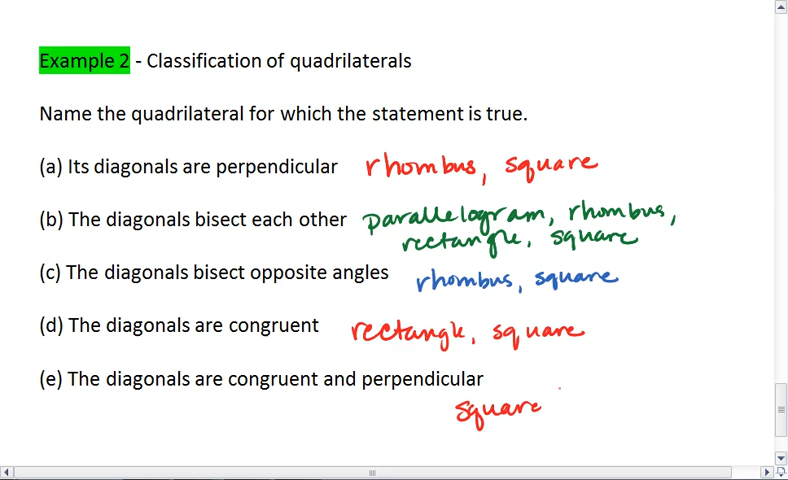 Example 2 - Classification of quadrilaterals
Name the quadrilateral for which the statement is true.
(a) Its diagonals are perpendicular rhombus, square
(b) The diagonals bisect each other parallelogram, rhombus,
rectangle, square
(c) The diagonals bisect opposite angles rhombus, square
(d) The diagonals are congruent rectangle, square
(e) The diagonals are congruent and perpendicular
square